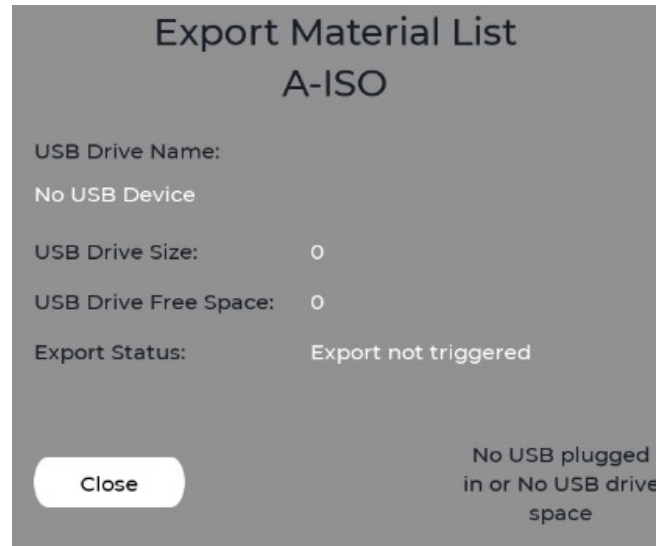 Export Material List
A-ISO
USB Drive Name:
No USB Device
USB Drive Size: 0
USB Drive Free Space: 0
Export Status: Export not triggered
No USB plugged
in or No USB drive
space
Close